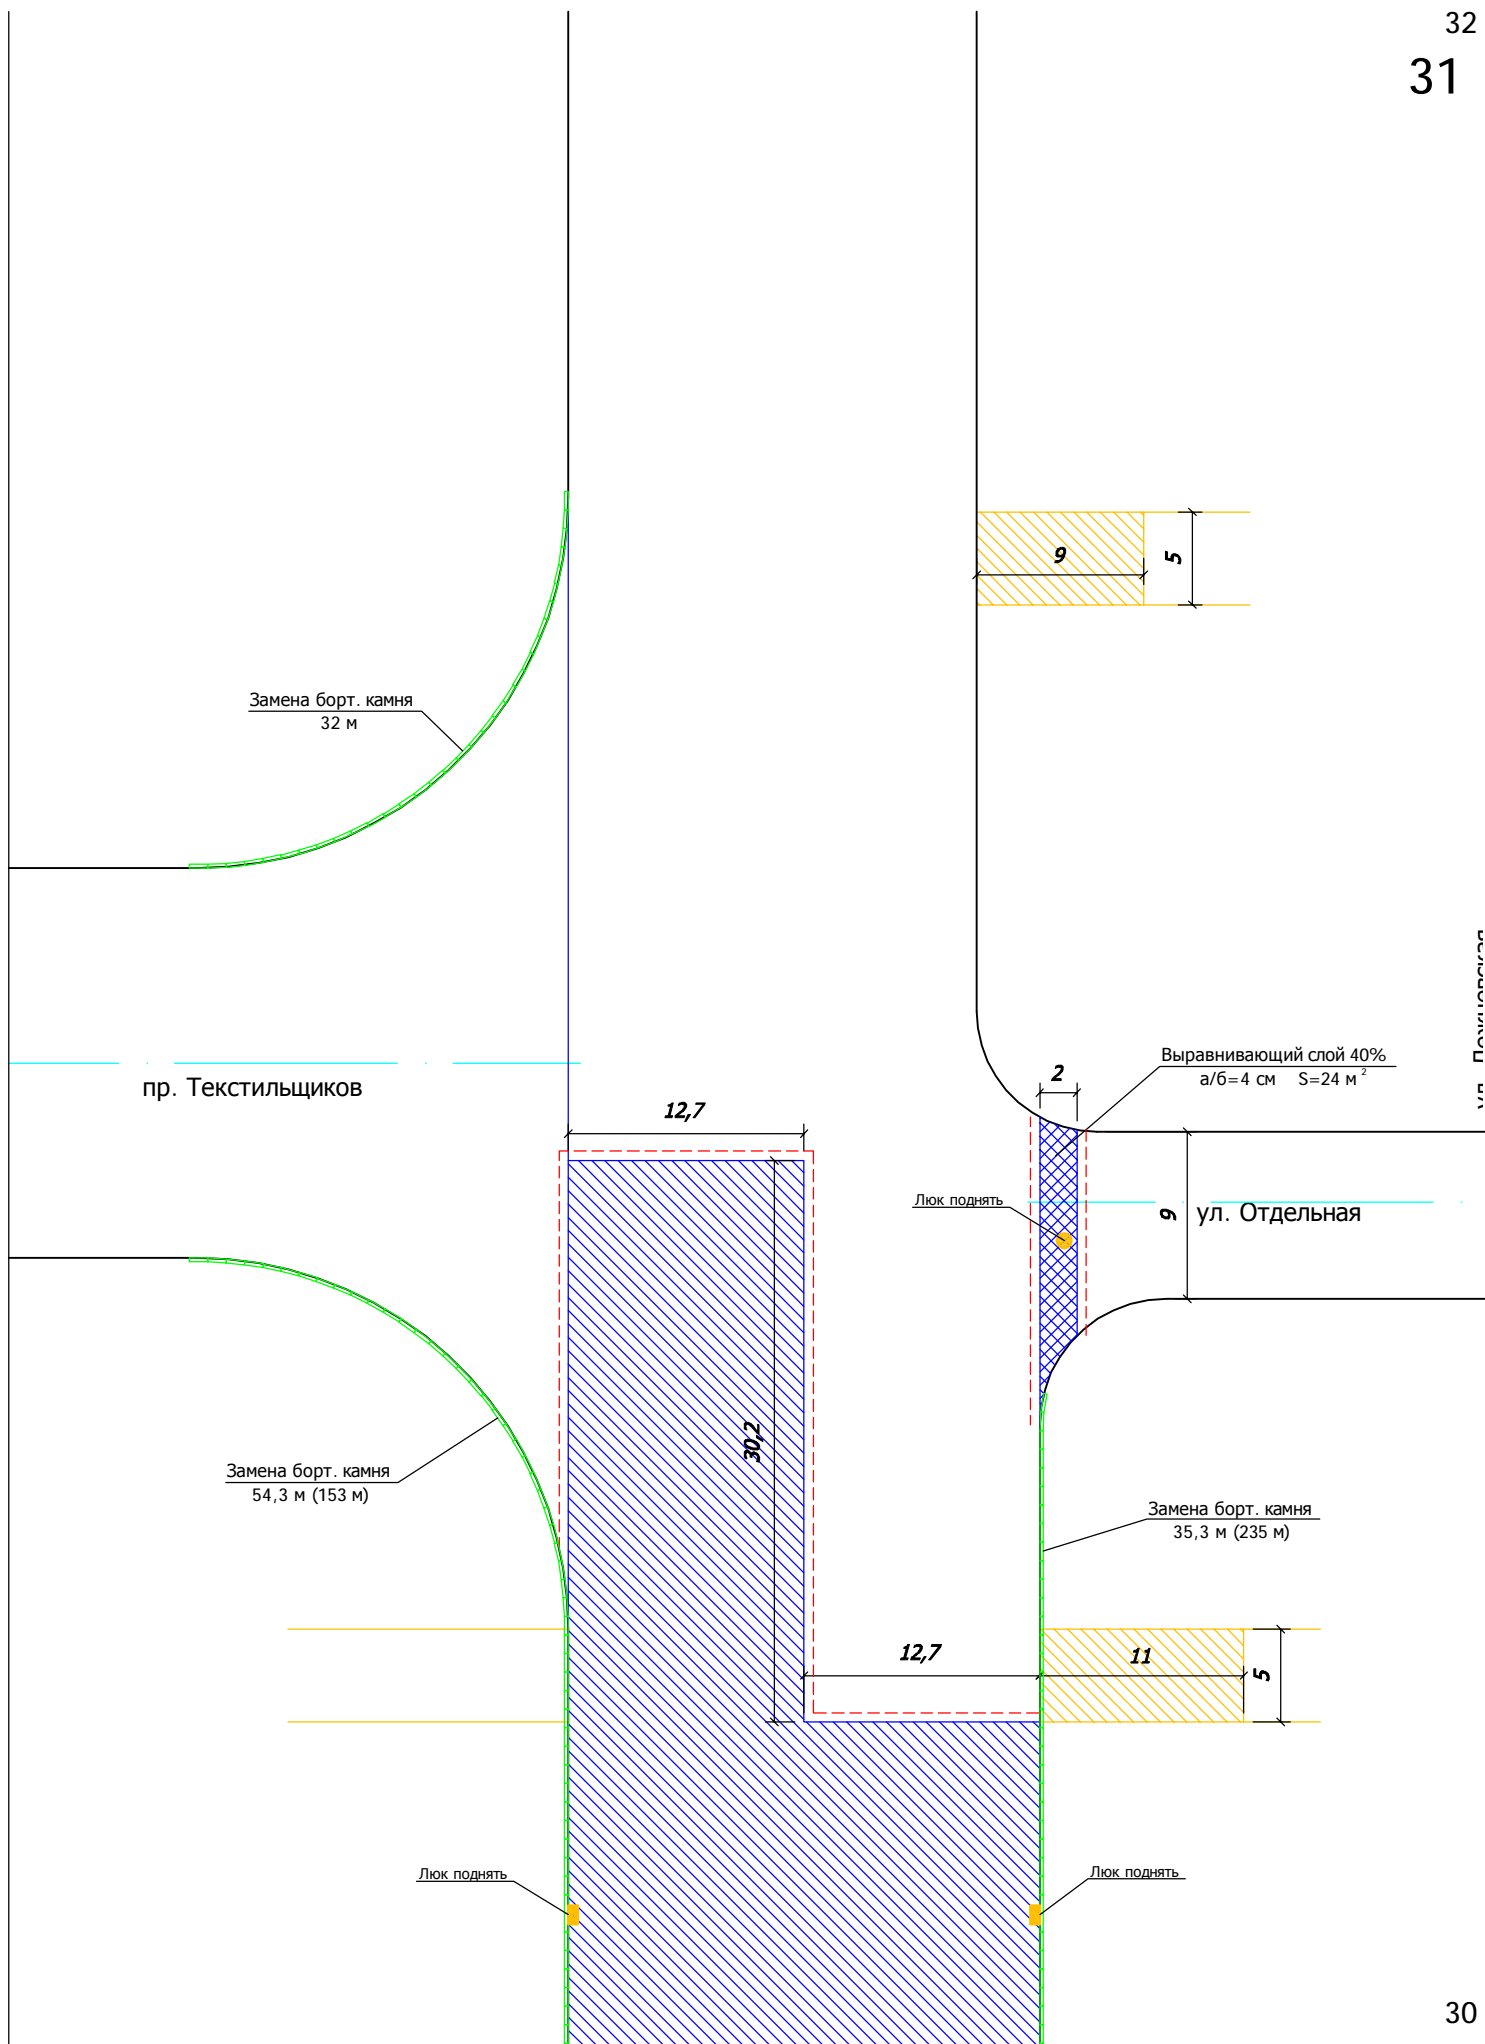 32
31
9
5
Замена борт. камня
32 м
Выравнивающий слой 40%
а/б=4 см S=24 м²
2
пр. Текстильщиков
12,7
Люк поднять
9
ул. Отдельная
30,2
Замена борт. камня
54,3 м (153 м)
Замена борт. камня
35,3 м (235 м)
12,7
11
5
Люк поднять
Люк поднять
30